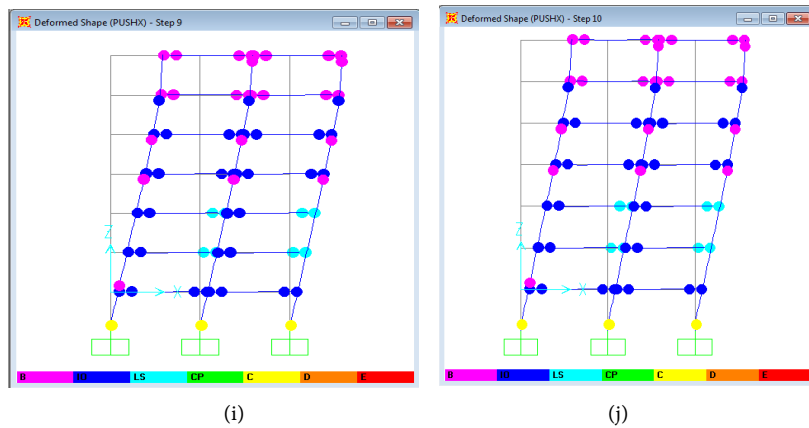 Deformed Shape (PUSHX) - Step 9
Z
X
B IO LS CP C D E
(i)
Deformed Shape (PUSHX) - Step 10
Z
X
B IO LS CP C D E
(j)